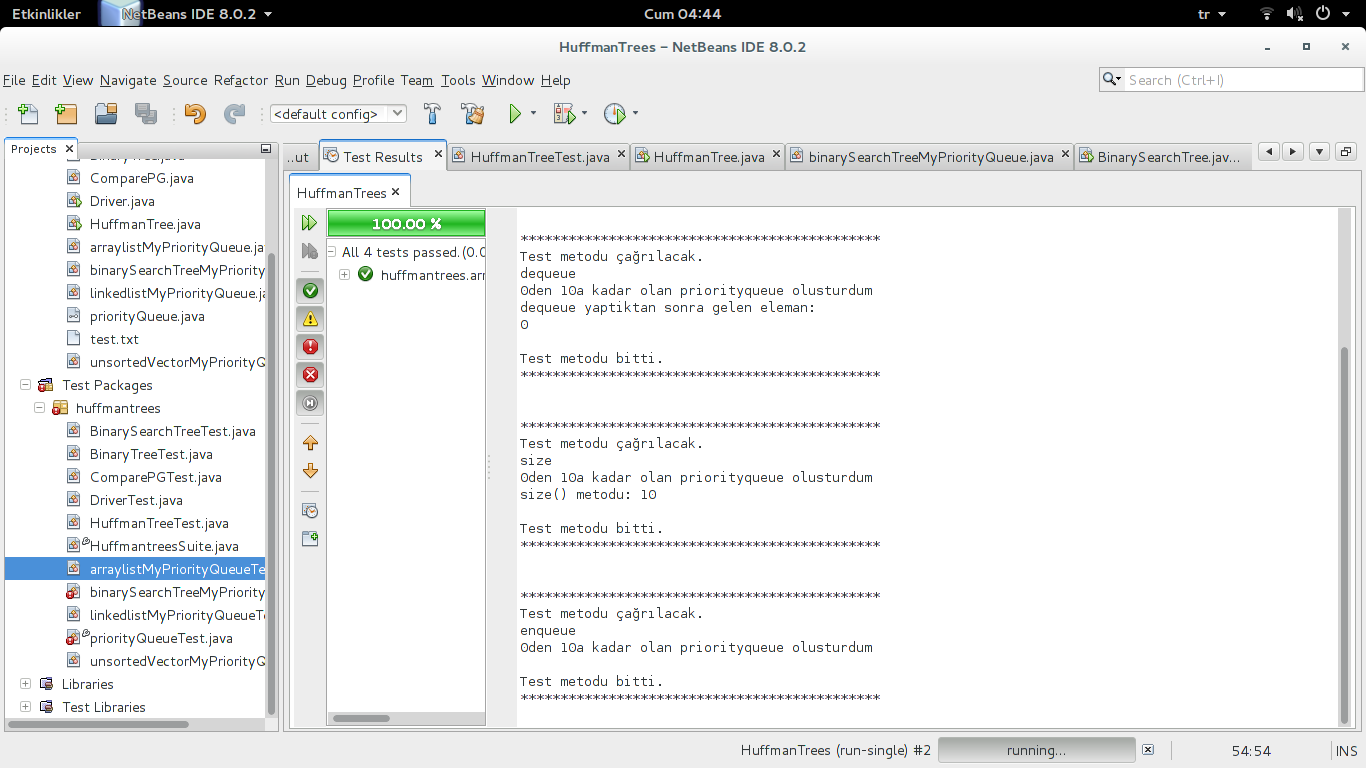 Etkinlikler NetBeans IDE 8.0.2 Cum 04:44 tr
HuffmanTrees – NetBeans IDE 8.0.2
File Edit View Navigate Source Refactor Run Debug Profile Team Tools Window Help
Search (Ctrl+I)
<default config>
Projects
ComparePG.java
Driver.java
HuffmanTree.java
arraylistMyPriorityQueue.ja
binarySearchTreeMyPriority
linkedlistMyPriorityQueue.ja
priorityQueue.java
test.txt
unsortedVectorMyPriorityQ
Test Packages
huffmantrees
BinarySearchTreeTest.java
BinaryTreeTest.java
ComparePGTest.java
DriverTest.java
HuffmanTreeTest.java
HuffmantreesSuite.java
arraylistMyPriorityQueueTe
binarySearchTreeMyPriority
linkedlistMyPriorityQueueT
priorityQueueTest.java
unsortedVectorMyPriorityQ
Libraries
Test Libraries
..ut Test Results HuffmanTreeTest.java HuffmanTree.java binarySearchTreeMyPriorityQueue.java BinarySearchTree.jav...
HuffmanTrees
100.00 %
All 4 tests passed.(0.0
huffmantrees.arr
*********************************************
Test metodu çağrılacak.
dequeue
0den 10a kadar olan priorityqueue olusturdum
dequeue yaptiktan sonra gelen eleman:
0
Test metodu bitti.
*********************************************
*********************************************
Test metodu çağrılacak.
size
0den 10a kadar olan priorityqueue olusturdum
size() metodu: 10
Test metodu bitti.
*********************************************
*********************************************
Test metodu çağrılacak.
enqueue
0den 10a kadar olan priorityqueue olusturdum
Test metodu bitti.
*********************************************
HuffmanTrees (run-single) #2 running... 54:54 INS